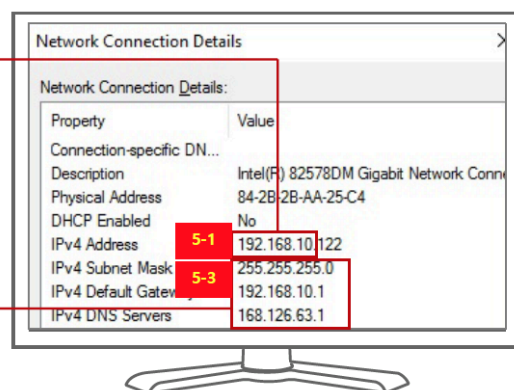 Network Connection Details
Network Connection Details:
Property Value
Connection-specific DN...
Description Intel(R) 82578DM Gigabit Network Conne
Physical Address 84-2B-2B-AA-25-C4
DHCP Enabled No
IPv4 Address 5-1 192.168.10.122
IPv4 Subnet Mask 255.255.255.0
5-3
IPv4 Default Gatew 192.168.10.1
IPv4 DNS Servers 168.126.63.1